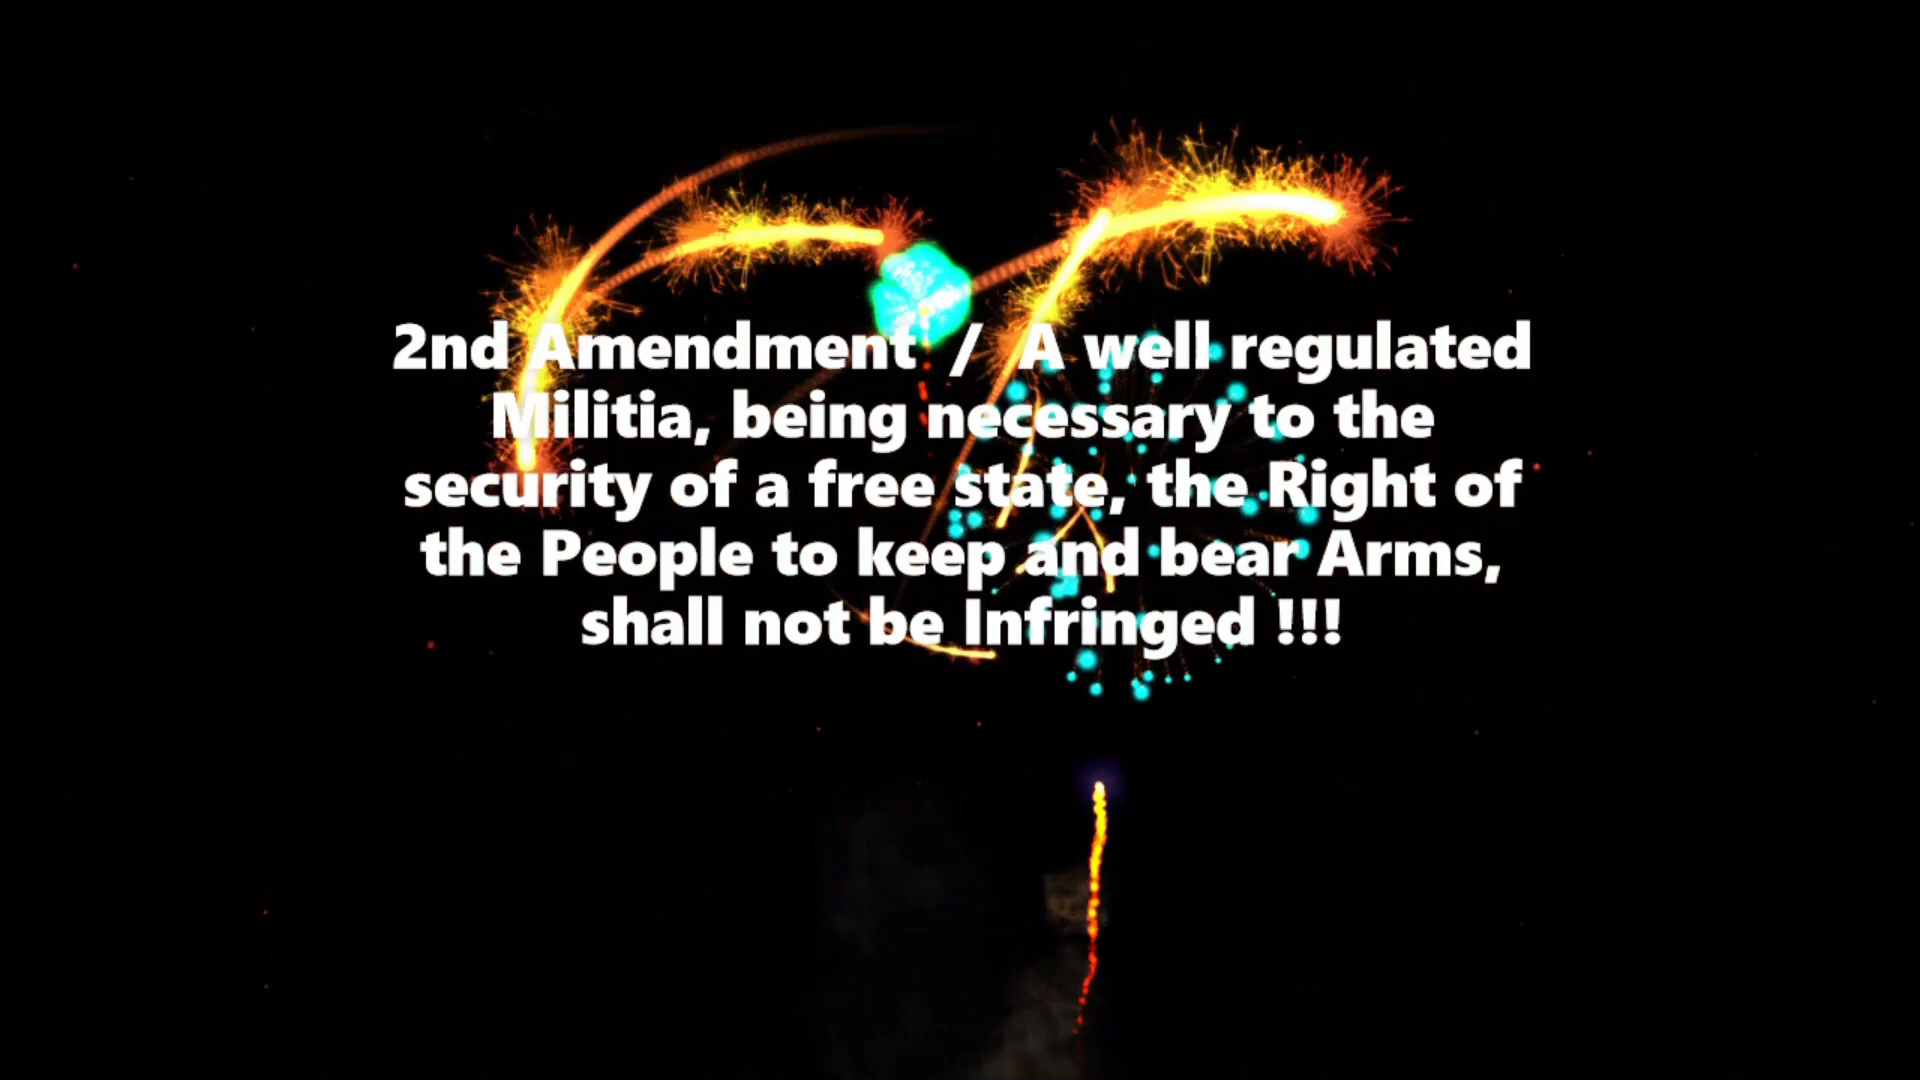 2nd Amendment / A well regulated
Militia, being necessary to the
security of a free state, the Right of
the People to keep and bear Arms,
shall not be Infringed !!!